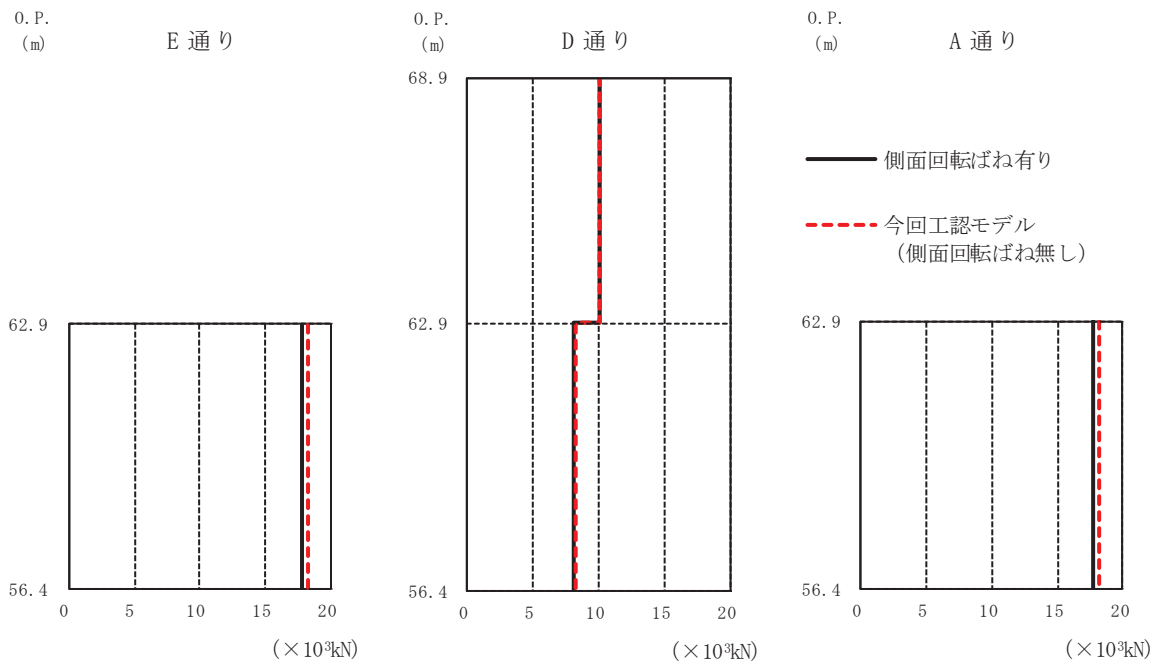 O.P.
(m)
E 通り
62.9
56.4
0 5 10 15 20
(×10³kN)
O.P.
(m)
D 通り
68.9
62.9
56.4
0 5 10 15 20
(×10³kN)
O.P.
(m)
A 通り
側面回転ばね有り
今回工認モデル
(側面回転ばね無し)
62.9
56.4
0 5 10 15 20
(×10³kN)